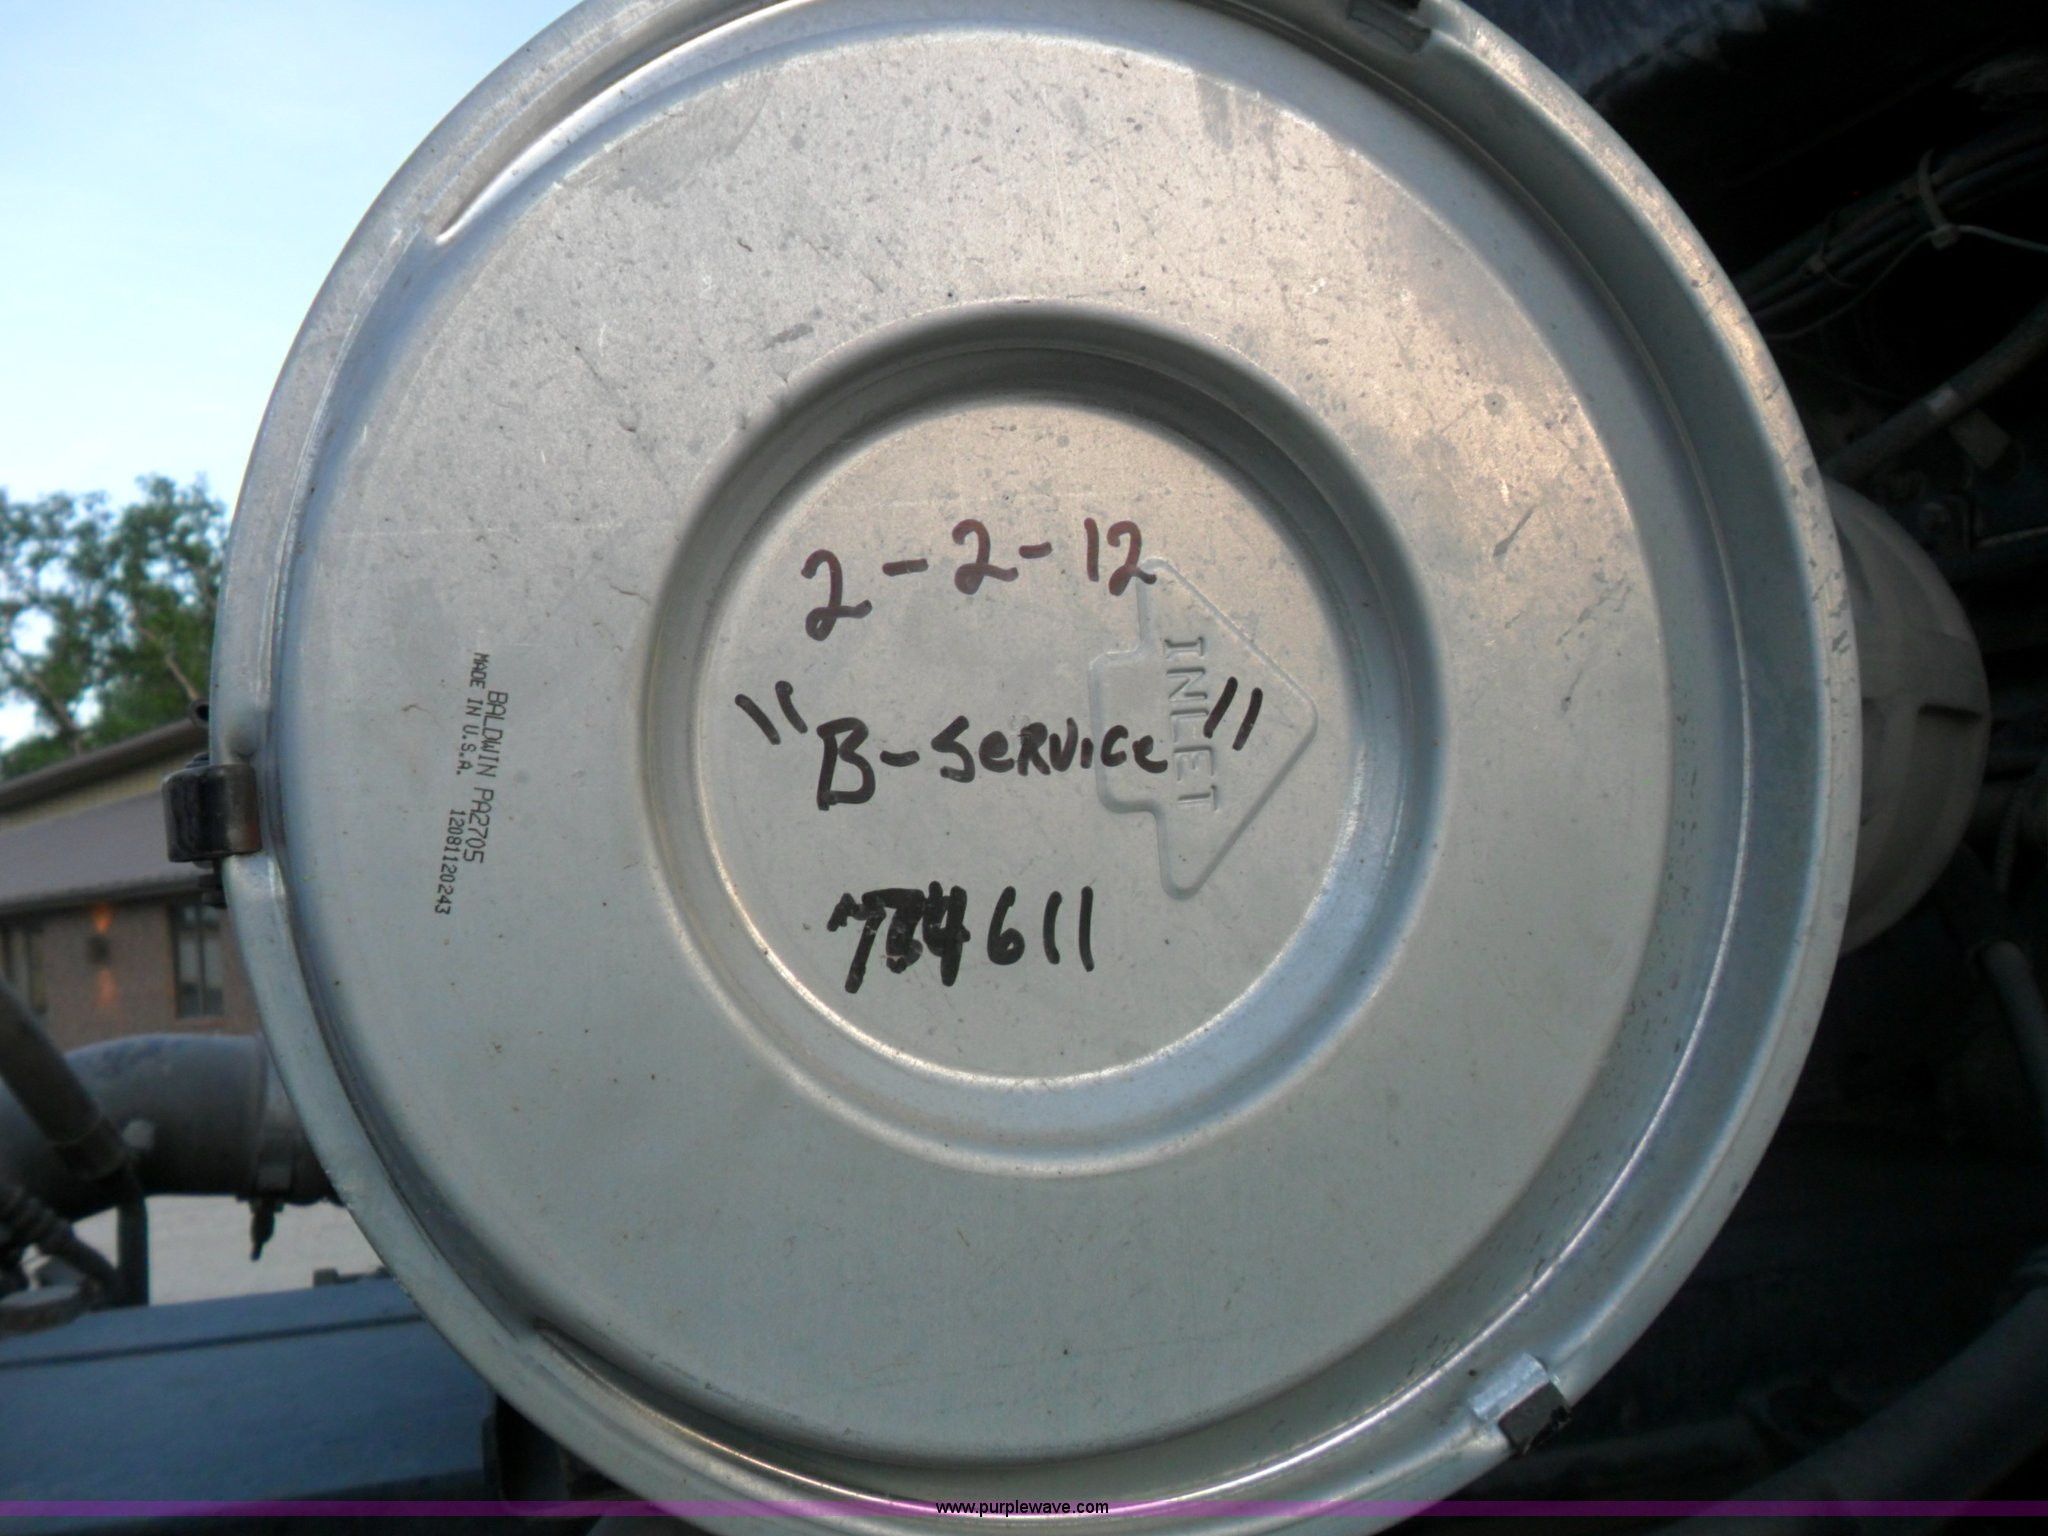 2-2-12
"B-Service"
611
INLET
BALDWIN PA2705
MADE IN U.S.A. 12081120243
www.purplewave.com